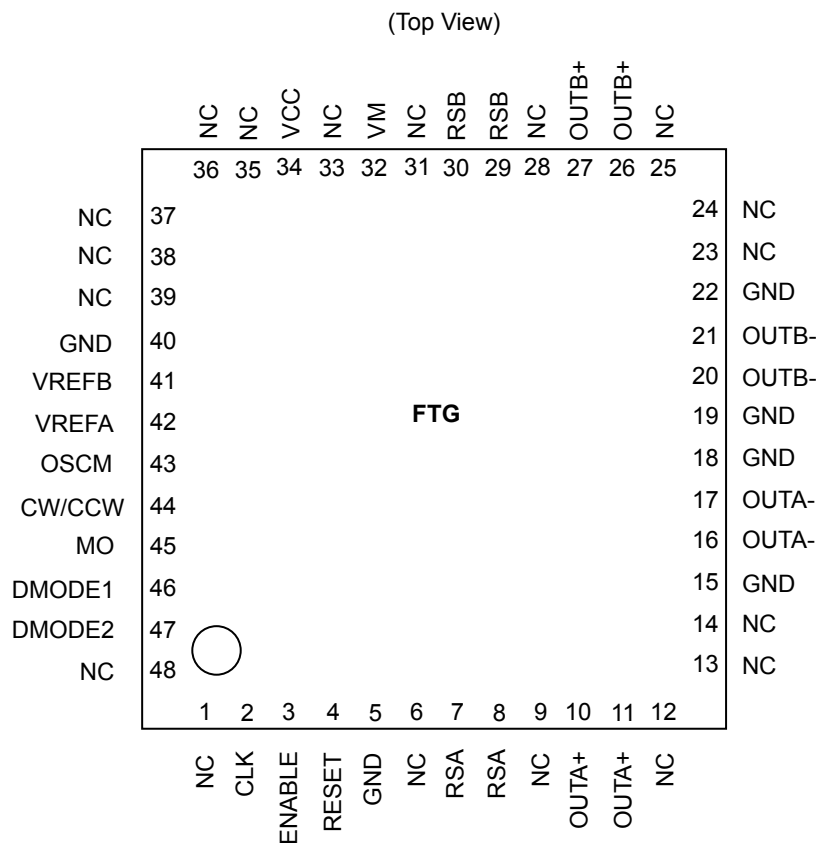 (Top View)
NC NC VCC NC VM NC RSB RSB NC OUTB+ OUTB+ NC
36 35 34 33 32 31 30 29 28 27 26 25
NC 37 24 NC
NC 38 23 NC
NC 39 22 GND
GND 40 21 OUTB-
VREFB 41 20 OUTB-
VREFA 42 FTG 19 GND
OSCM 43 18 GND
CW/CCW 44 17 OUTA-
MO 45 16 OUTA-
DMODE1 46 15 GND
DMODE2 47 14 NC
NC 48 13 NC
1 2 3 4 5 6 7 8 9 10 11 12
NC CLK ENABLE RESET GND NC RSA RSA NC OUTA+ OUTA+ NC